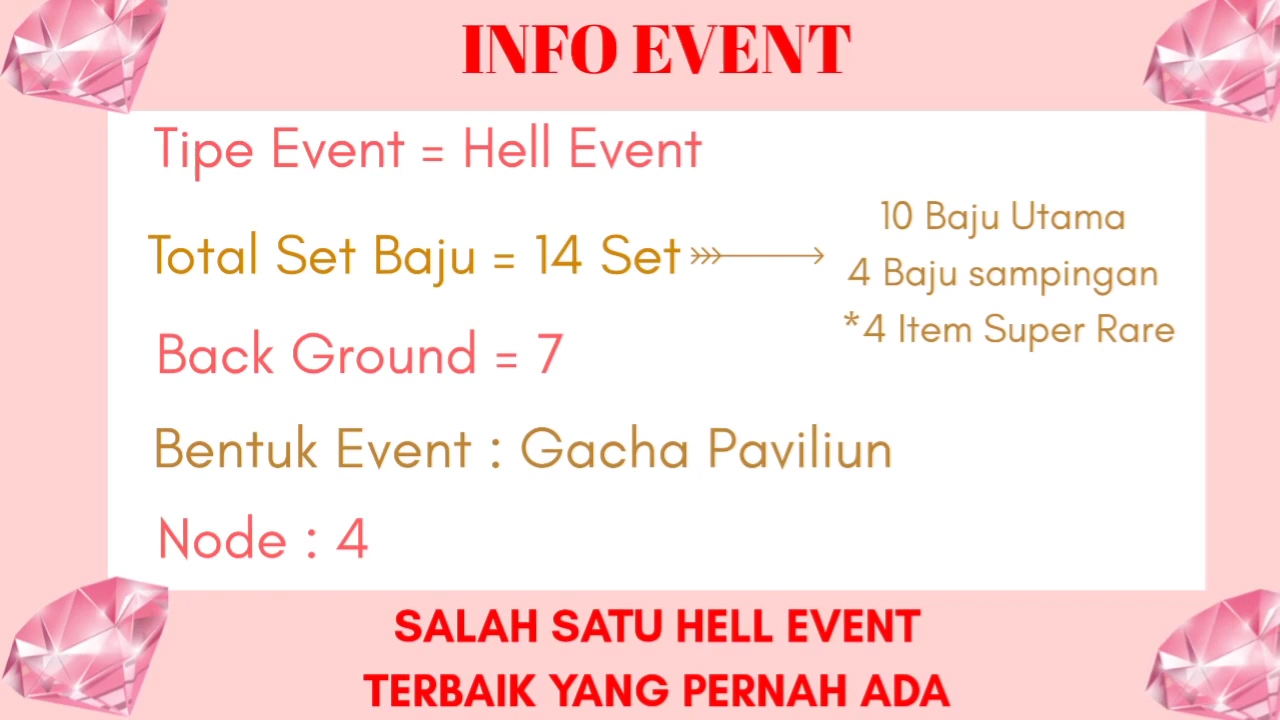 INFO EVENT
Tipe Event = Hell Event
Total Set Baju = 14 Set
10 Baju Utama
4 Baju sampingan
*4 Item Super Rare
Back Ground = 7
Bentuk Event : Gacha Paviliun
Node : 4
SALAH SATU HELL EVENT
TERBAIK YANG PERNAH ADA